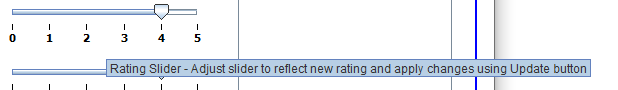 0 1 2 3 4 5
Rating Slider - Adjust slider to reflect new rating and apply changes using Update button